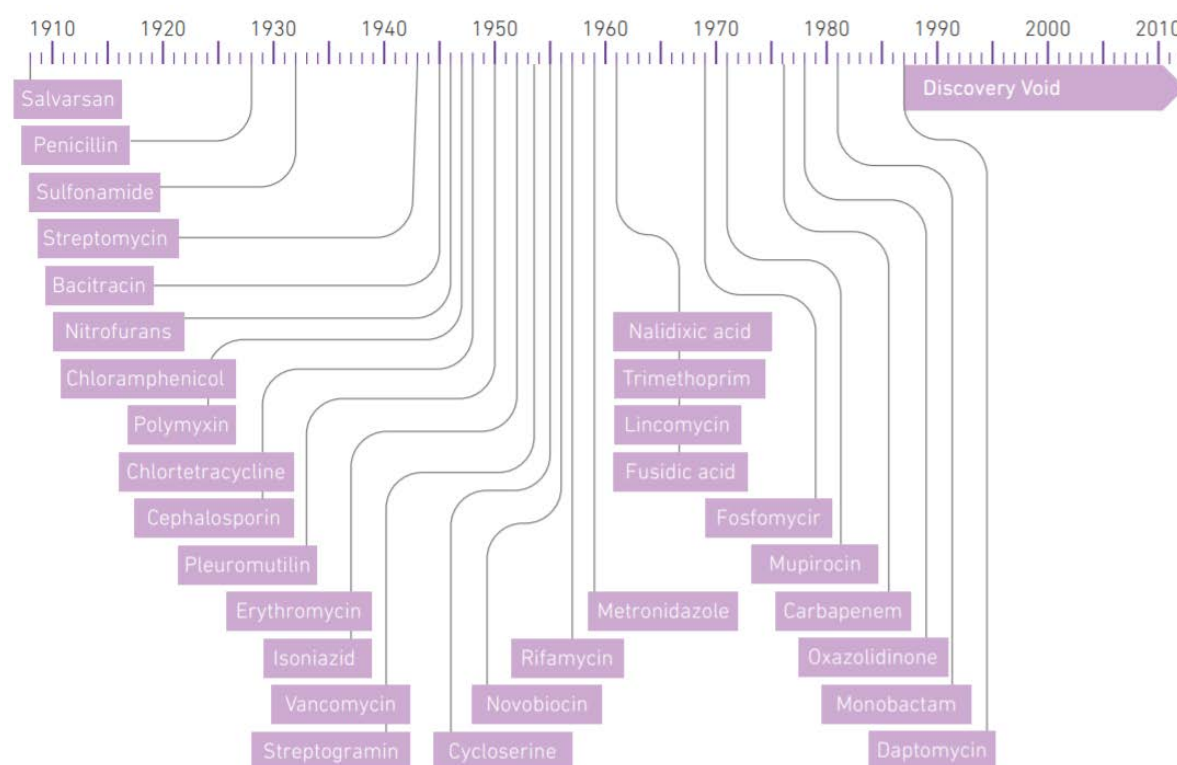 1910 1920 1930 1940 1950 1960 1970 1980 1990 2000 2010
Salvarsan
Discovery Void
Penicillin
Sulfonamide
Streptomycin
Bacitracin
Nitrofurans
Nalidixic acid
Chloramphenicol
Trimethoprim
Polymyxin
Lincomycin
Chlortetracycline
Fusidic acid
Cephalosporin
Fosfomycir
Pleuromutilin
Mupirocin
Erythromycin
Metronidazole
Carbapenem
Isoniazid
Rifamycin
Oxazolidinone
Vancomycin
Novobiocin
Monobactam
Streptogramin
Cycloserine
Daptomycin